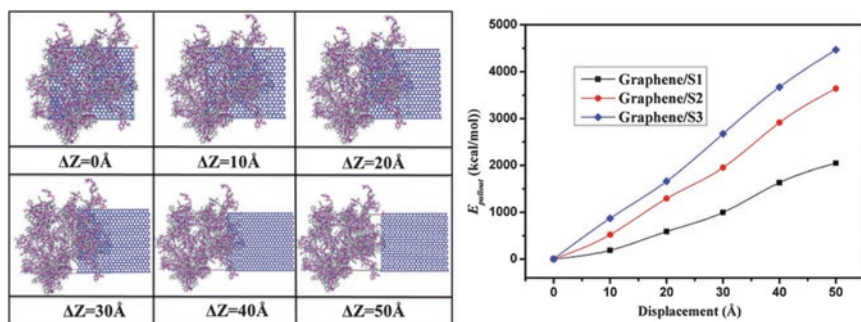 ΔZ=0Å
ΔZ=10Å
ΔZ=20Å
ΔZ=30Å
ΔZ=40Å
ΔZ=50Å
5000
4000
3000
2000
1000
0
E pullout (kcal/mol))
Graphene/S1
Graphene/S2
Graphene/S3
0 10 20 30 40 50
Displacement (Å)